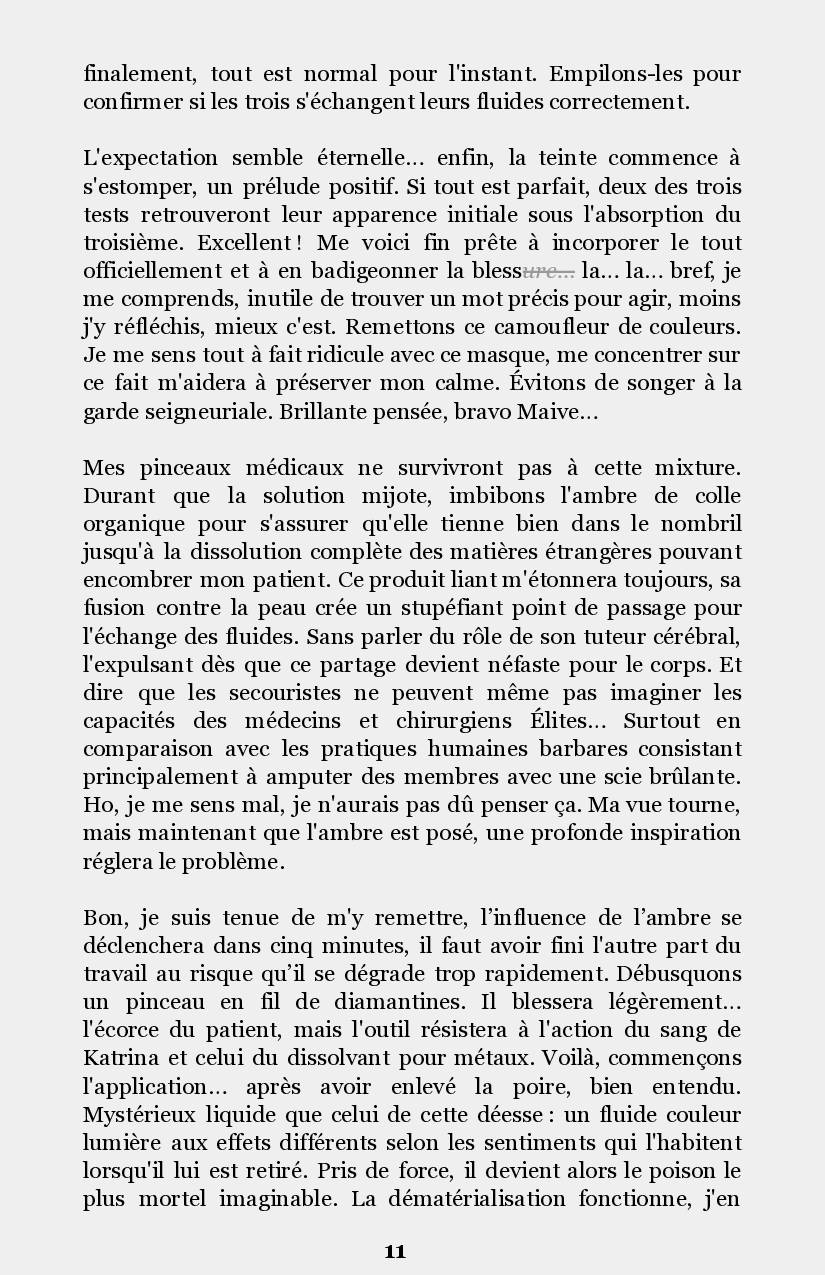 finalement, tout est normal pour l'instant. Empilons-les pour
confirmer si les trois s'échangent leurs fluides correctement.
L'expectation semble éternelle... enfin, la teinte commence à
s'estomper, un prélude positif. Si tout est parfait, deux des trois
tests retrouveront leur apparence initiale sous l'absorption du
troisième. Excellent ! Me voici fin prête à incorporer le tout
officiellement et à en badigeonner la blessure... la... la... bref, je
me comprends, inutile de trouver un mot précis pour agir, moins
j'y réfléchis, mieux c'est. Remettons ce camoufleur de couleurs.
Je me sens tout à fait ridicule avec ce masque, me concentrer sur
ce fait m'aidera à préserver mon calme. Évitons de songer à la
garde seigneuriale. Brillante pensée, bravo Maive...
Mes pinceaux médicaux ne survivront pas à cette mixture.
Durant que la solution mijote, imbibons l'ambre de colle
organique pour s'assurer qu'elle tienne bien dans le nombril
jusqu'à la dissolution complète des matières étrangères pouvant
encombrer mon patient. Ce produit liant m'étonnera toujours, sa
fusion contre la peau crée un stupéfiant point de passage pour
l'échange des fluides. Sans parler du rôle de son tuteur cérébral,
l'expulsant dès que ce partage devient néfaste pour le corps. Et
dire que les secouristes ne peuvent même pas imaginer les
capacités des médecins et chirurgiens Élites... Surtout en
comparaison avec les pratiques humaines barbares consistant
principalement à amputer des membres avec une scie brûlante.
Ho, je me sens mal, je n'aurais pas dû penser ça. Ma vue tourne,
mais maintenant que l'ambre est posé, une profonde inspiration
réglera le problème.
Bon, je suis tenue de m'y remettre, l’influence de l’ambre se
déclenchera dans cinq minutes, il faut avoir fini l'autre part du
travail au risque qu’il se dégrade trop rapidement. Débusquons
un pinceau en fil de diamantines. Il blessera légèrement...
l'écorce du patient, mais l'outil résistera à l'action du sang de
Katrina et celui du dissolvant pour métaux. Voilà, commençons
l'application... après avoir enlevé la poire, bien entendu.
Mystérieux liquide que celui de cette déesse : un fluide couleur
lumière aux effets différents selon les sentiments qui l'habitent
lorsqu'il lui est retiré. Pris de force, il devient alors le poison le
plus mortel imaginable. La dématérialisation fonctionne, j'en
11